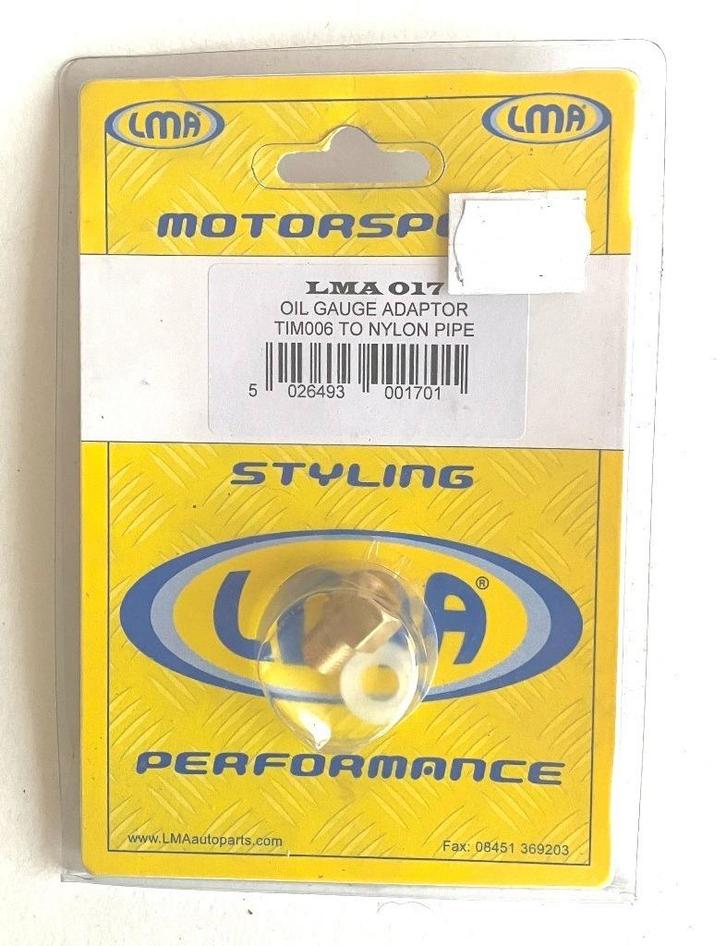 LMA
LMA
MOTORSP
LMA 017
OIL GAUGE ADAPTOR
TIM006 TO NYLON PIPE
5 026493 001701
STYLING
L A®
PERFORMANCE
www.LMAautoparts.com
Fax: 08451 369203